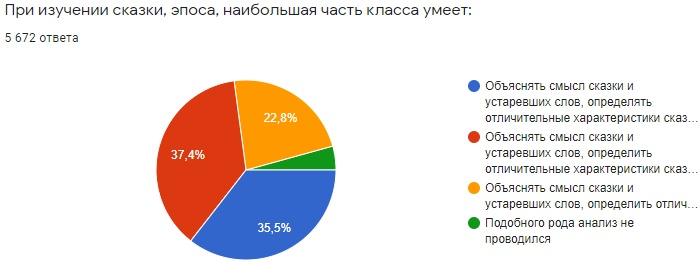 При изучении сказки, эпоса, наибольшая часть класса умеет:
5 672 ответа
22,8%
37,4%
35,5%
Объяснять смысл сказки и
устаревших слов, определять
отличительные характеристики сказ…
Объяснять смысл сказки и
устаревших слов, определить
отличительные характеристики сказ…
Объяснять смысл сказки и
устаревших слов, определить отлич…
Подобного рода анализ не
проводился